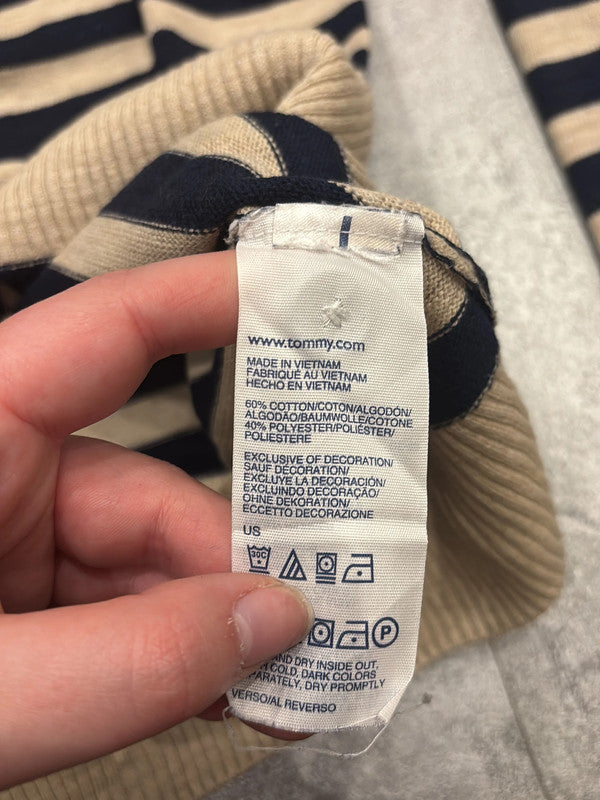 www.tommy.com
MADE IN VIETNAM
FABRIQUÉ AU VIETNAM
HECHO EN VIETNAM
60% COTTON/COTON/ALGODÓN/
ALGODÃO/BAUMWOLLE/COTONE
40% POLYESTER/POLIÉSTER/
POLIESTERE
EXCLUSIVE OF DECORATION/
SAUF DÉCORATION/
EXCLUYE LA DECORACIÓN/
EXCLUINDO DECORAÇÃO/
OHNE DEKORATION/
ECCETTO DECORAZIONE
US
30C
P
AND DRY INSIDE OUT.
COLD, DARK COLORS
DRY PROMPTLY
VERSO/AL REVERSO